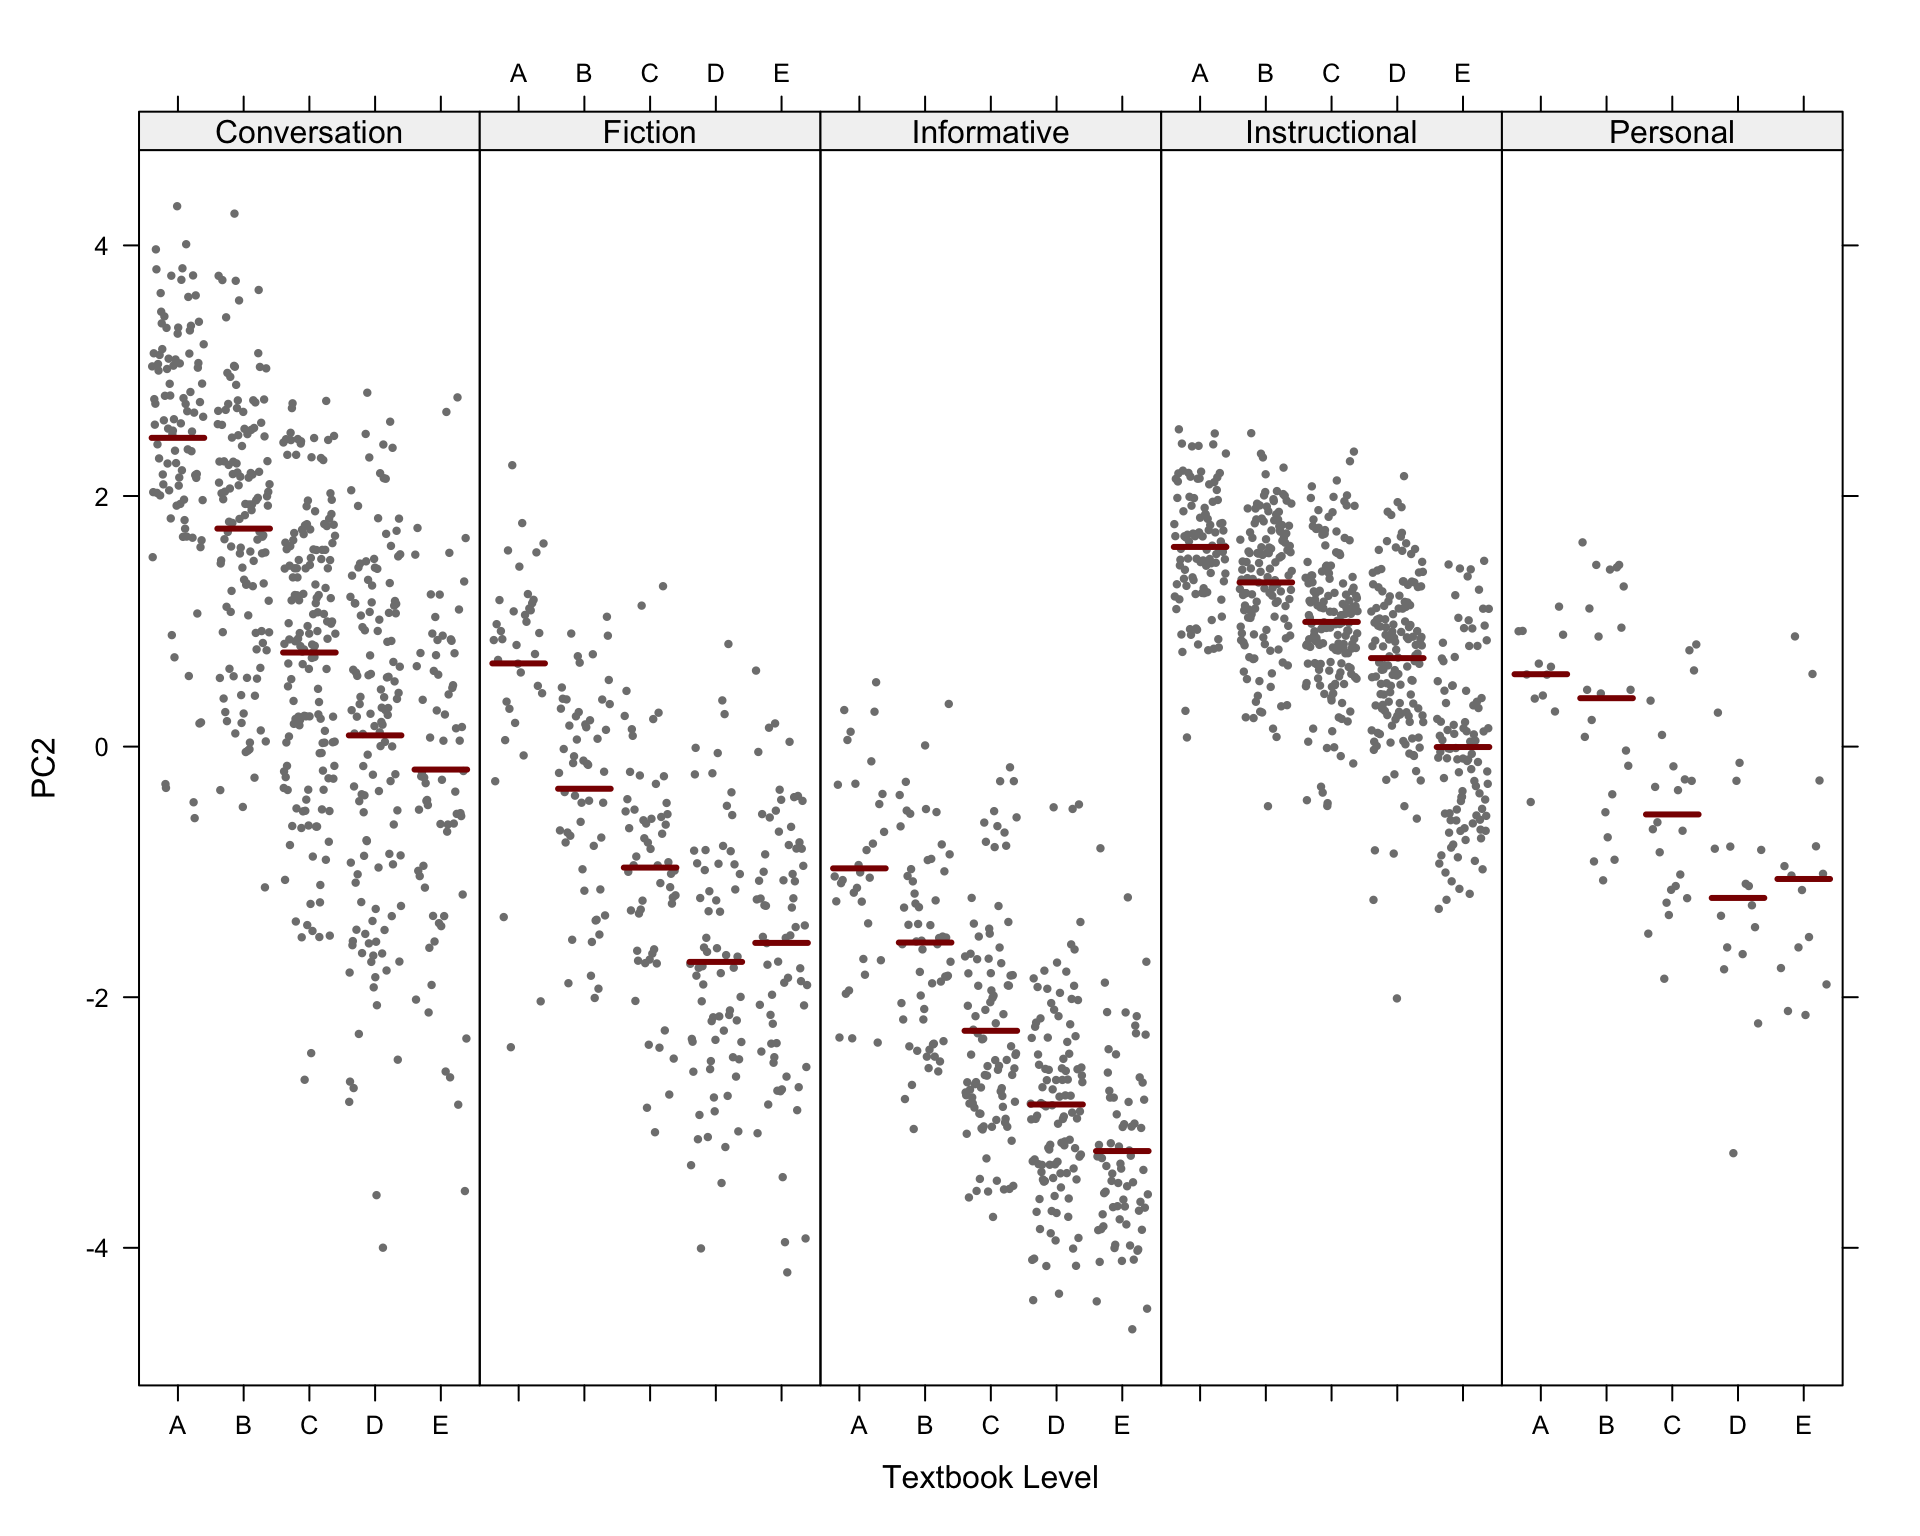 A B C D E A B C D E
Conversation Fiction Informative Instructional Personal
4
2
0
-2
-4
PC2
A B C D E A B C D E A B C D E
Textbook Level